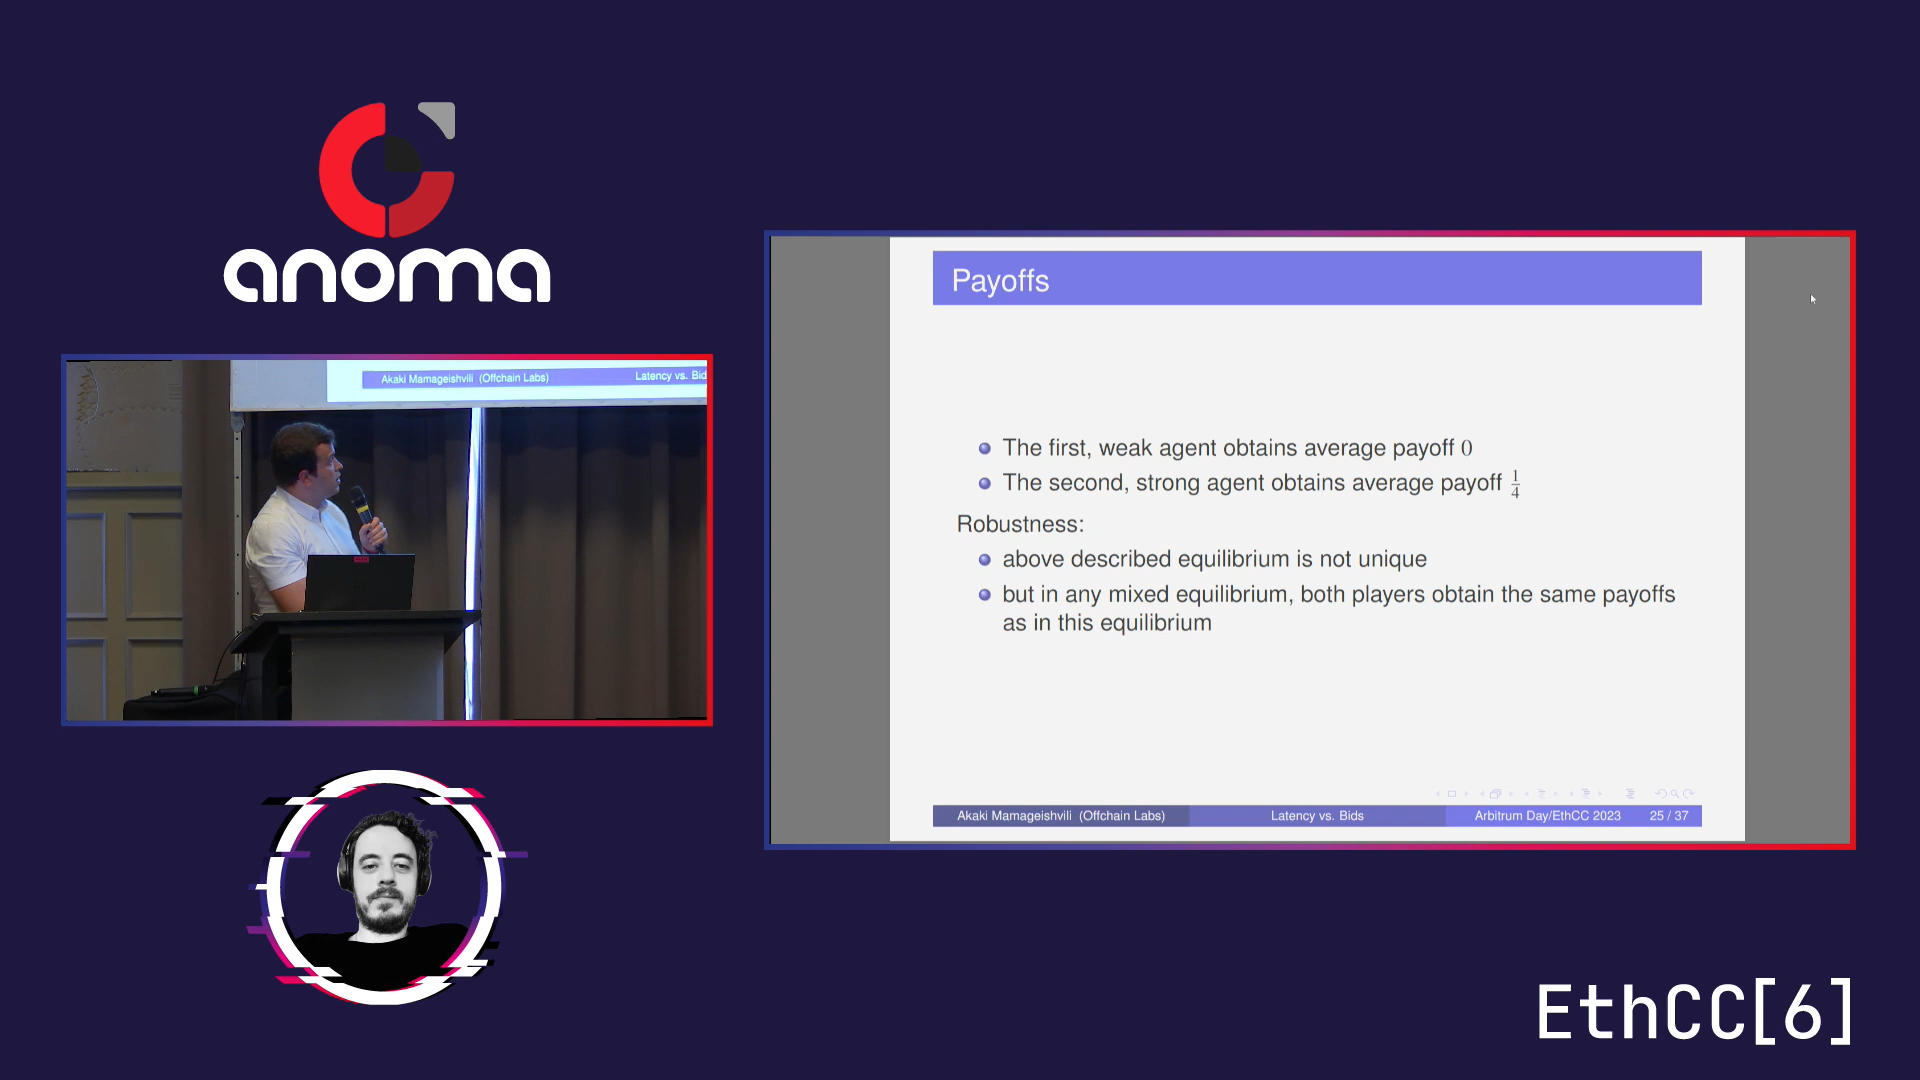 anoma
Akaki Mamageishvili (Offchain Labs)
Latency vs. Bid
Payoffs
The first, weak agent obtains average payoff 0
The second, strong agent obtains average payoff 1/4
Robustness:
above described equilibrium is not unique
but in any mixed equilibrium, both players obtain the same payoffs
as in this equilibrium
Akaki Mamageishvili (Offchain Labs)
Latency vs. Bids
Arbitrum Day/EthCC 2023
25 / 37
EthCC[6]